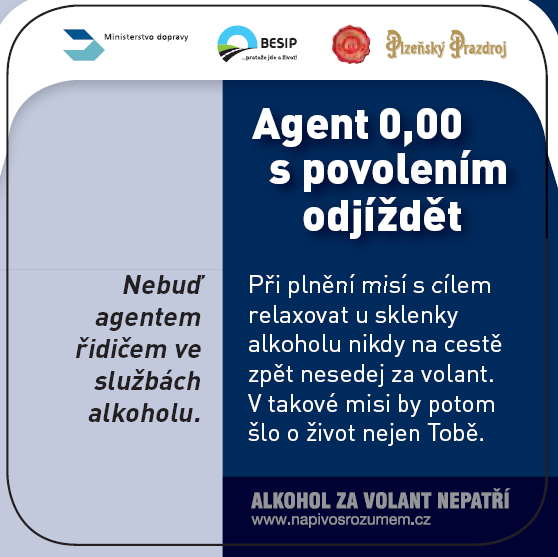 Ministerstvo dopravy
BESIP
...protože jde o život!
Plzeňský Prazdroj
Agent 0,00
s povolením
odjíždět
Nebuď
agentem
řidičem ve
službách
alkoholu.
Při plnění misí s cílem
relaxovat u sklenky
alkoholu nikdy na cestě
zpět nesedej za volant.
V takové misi by potom
šlo o život nejen Tobě.
ALKOHOL ZA VOLANT NEPATŘÍ
www.napivosrozumem.cz